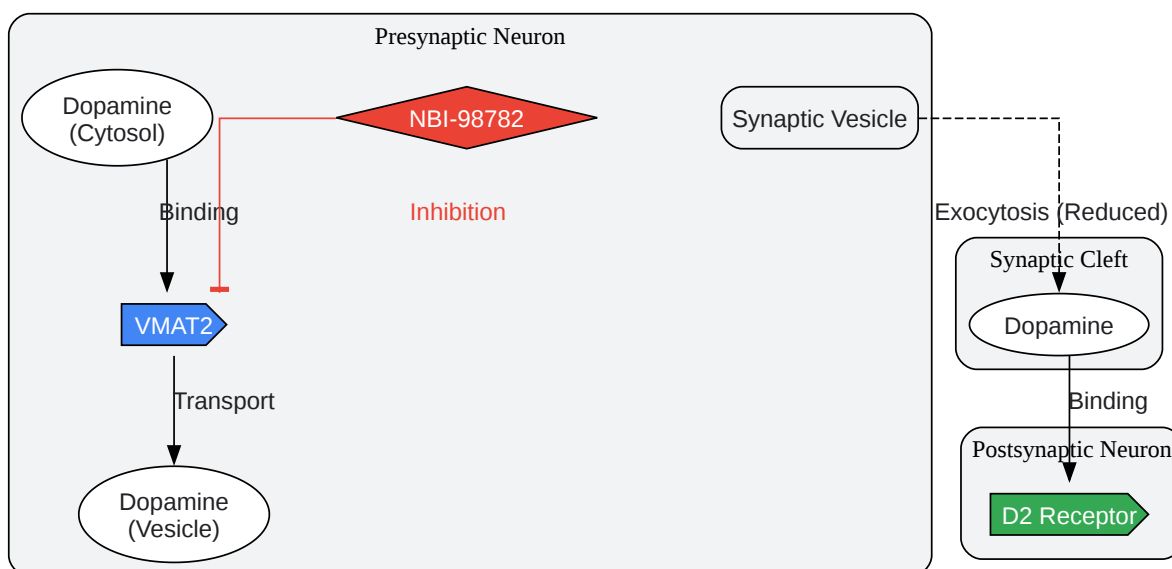 Presynaptic Neuron
Dopamine
(Cytosol)
NBI-98782
Synaptic Vesicle
Binding
Inhibition
Exocytosis (Reduced)
Synaptic Cleft
VMAT2
Dopamine
Transport
Binding
Postsynaptic Neuron
Dopamine
(Vesicle)
D2 Receptor